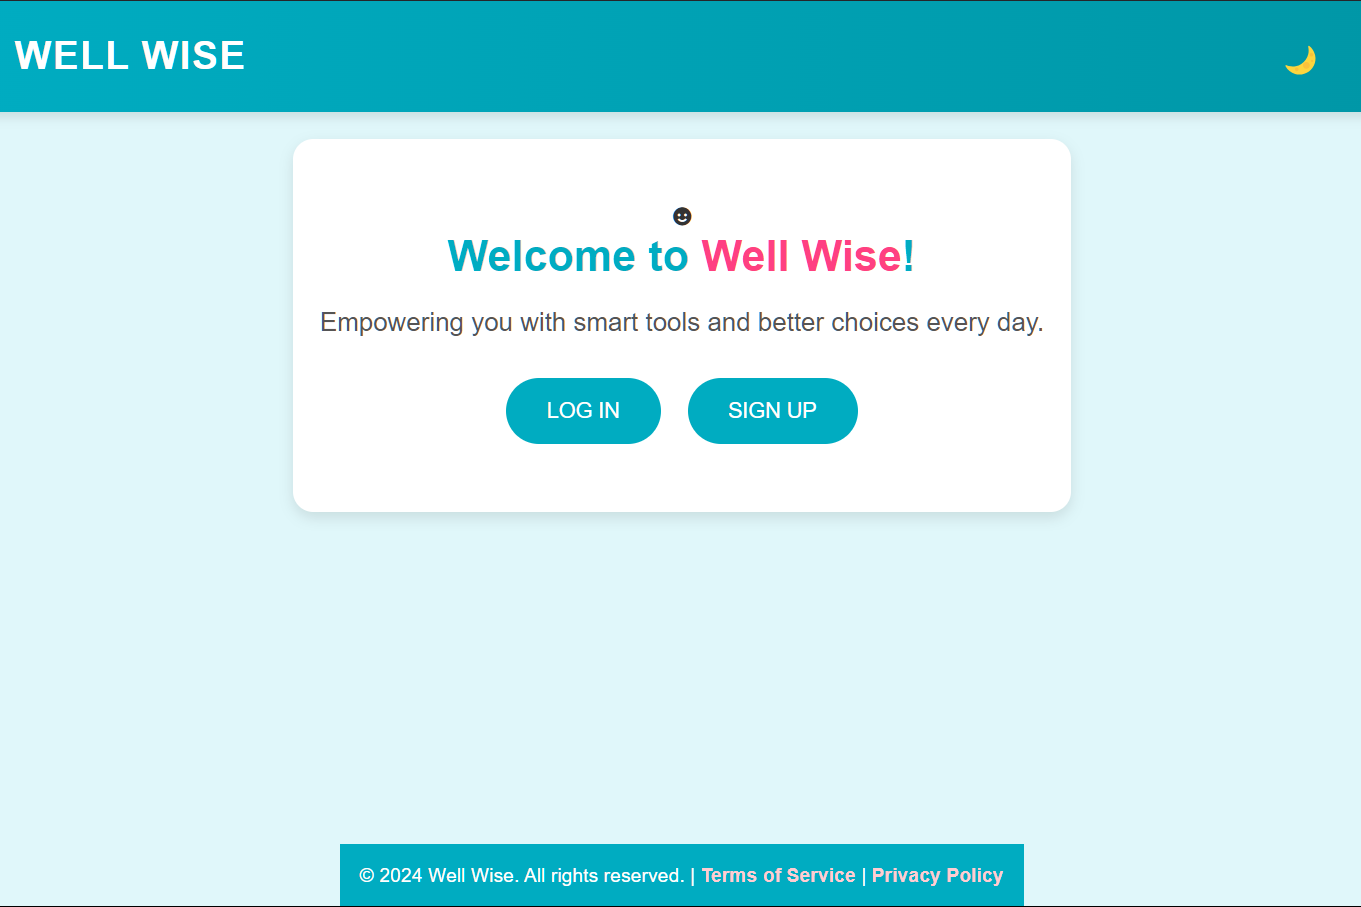 WELL WISE
Welcome to Well Wise!
Empowering you with smart tools and better choices every day.
LOG IN
SIGN UP
© 2024 Well Wise. All rights reserved. | Terms of Service | Privacy Policy